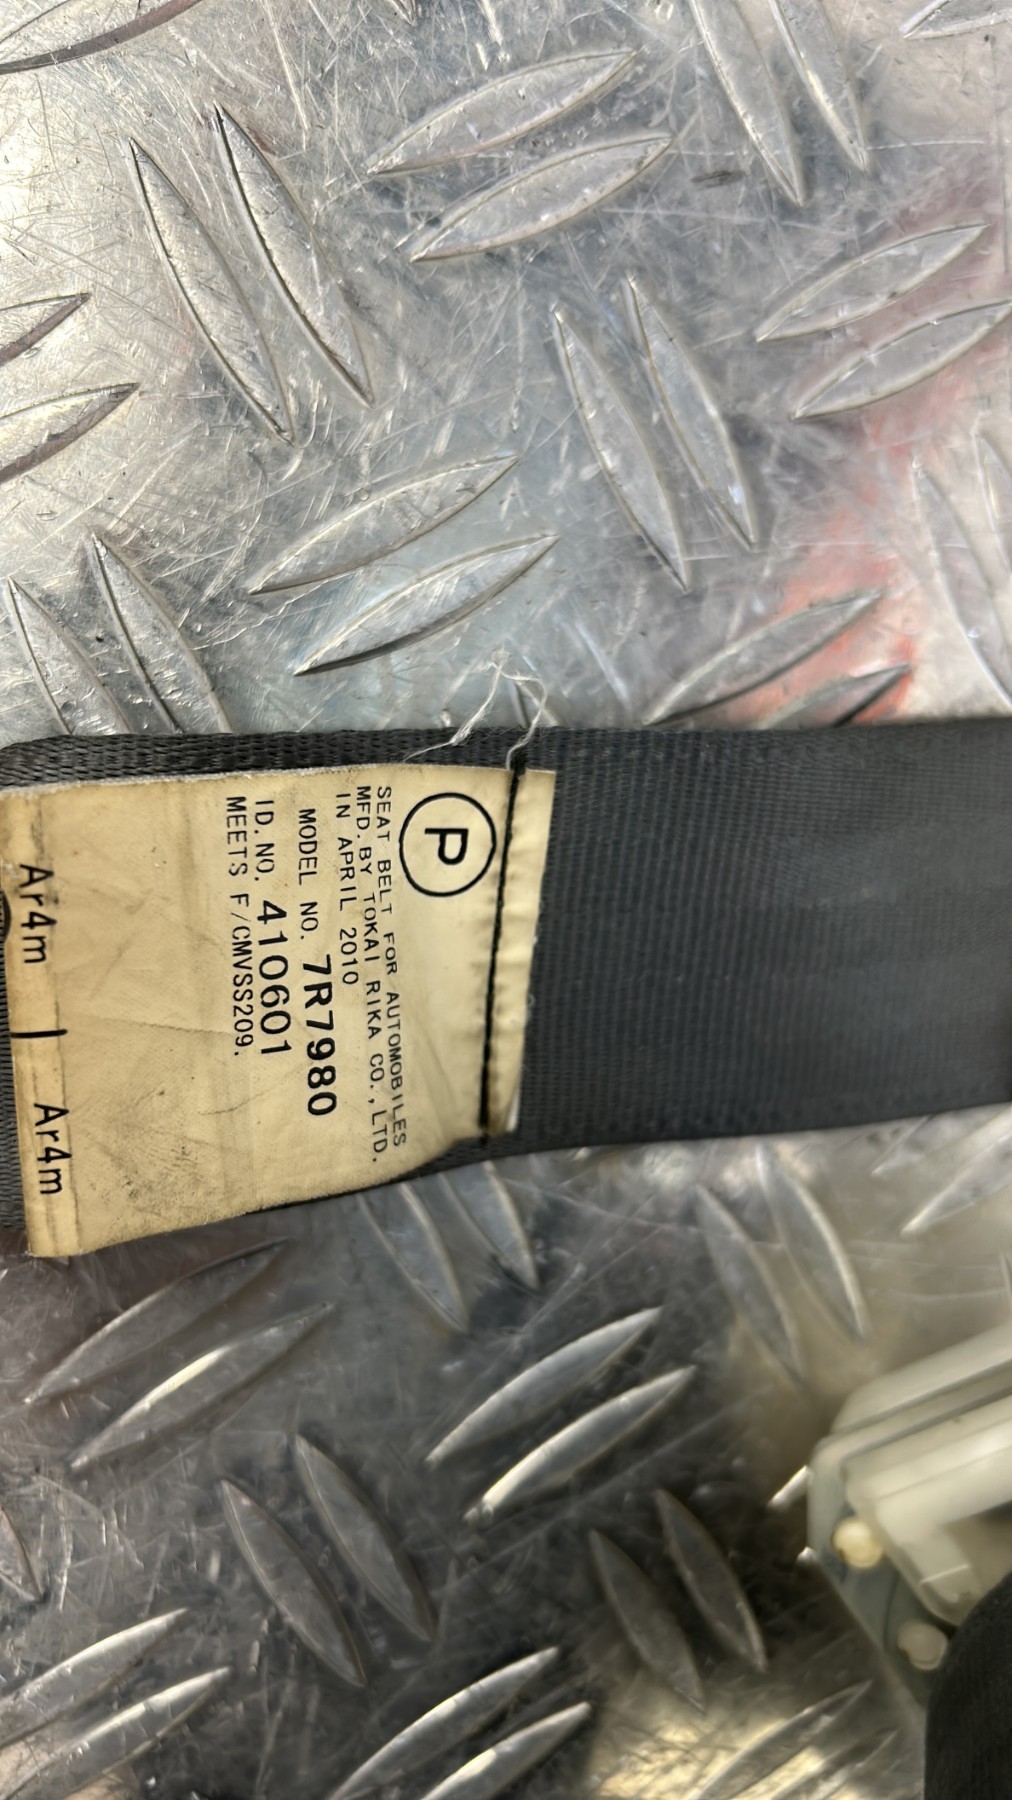 P
SEAT BELT FOR AUTOMOBILES
MFD. BY TOKAI RIKA CO.,LTD.
IN APRIL 2010
MODEL NO. 7R7980
ID. NO. 410601
MEETS F/CMVSS209.
Ar4m | Ar4m